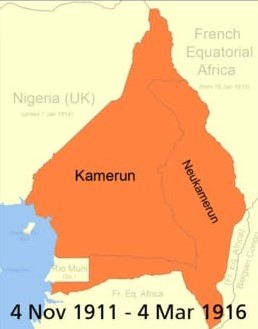 French
Equatorial
Africa
(from 15 Jan 1910)
Nigeria (UK)
(united 1 Jan 1914)
Kamerun
Neukamerun
Rio Muni
(Sp.)
(Fr. Eq. Africa)
Belgian Congo
Fr. Eq. Africa
4 Nov 1911 - 4 Mar 1916